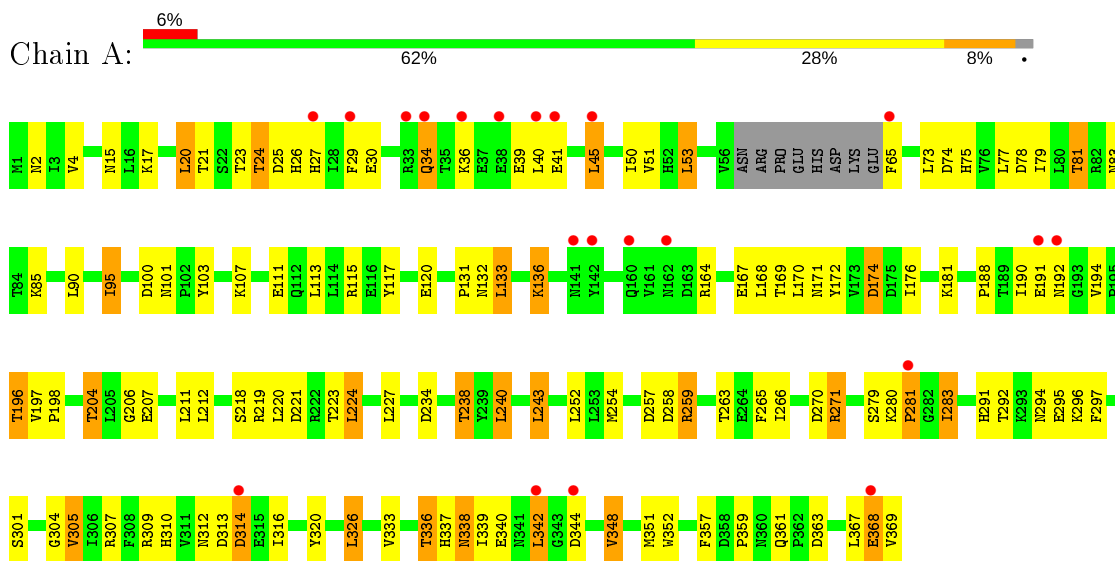 6%
Chain A:
62% 28% 8% •
M1 N2 I3 V4 N15 L16 K17 L20 T21 S22 T23 T24 D25 H26 H27 I28 F29 E30 R33 Q34 T35 K36 E37 E38 E39 L40 E41 L45 I50 V51 H52 L53 V56 ASN ARG PRO GLU HIS ASP LYS GLU F65 L73 D74 H75 V76 L77 D78 I79 L80 T81 R82 N83
T84 K85 L90 I95 D100 N101 P102 Y103 K107 E111 Q112 L113 L114 R115 E116 Y117 E120 P131 N132 L133 K136 N141 Y142 Q160 V161 N162 D163 R164 E167 L168 T169 L170 N171 Y172 V173 D174 D175 I176 K181 P188 T189 I190 E191 N192 G193 V194 P195
T196 V197 P198 T204 L205 G206 E207 L211 L212 S218 R219 L220 D221 R222 T223 L224 L227 D234 T238 Y239 L240 L243 L252 L253 M254 D257 D258 R259 T263 E264 F265 I266 D270 R271 S279 K280 P281 G282 I283 H291 T292 K293 N294 E295 K296 F297
S301 G304 V305 I306 R307 F308 R309 H310 V311 N312 D313 D314 E315 I316 Y320 L326 V333 T336 H337 N338 I339 E340 N341 L342 G343 D344 V348 M351 W352 F357 D358 P359 N360 Q361 P362 D363 L367 E368 V369